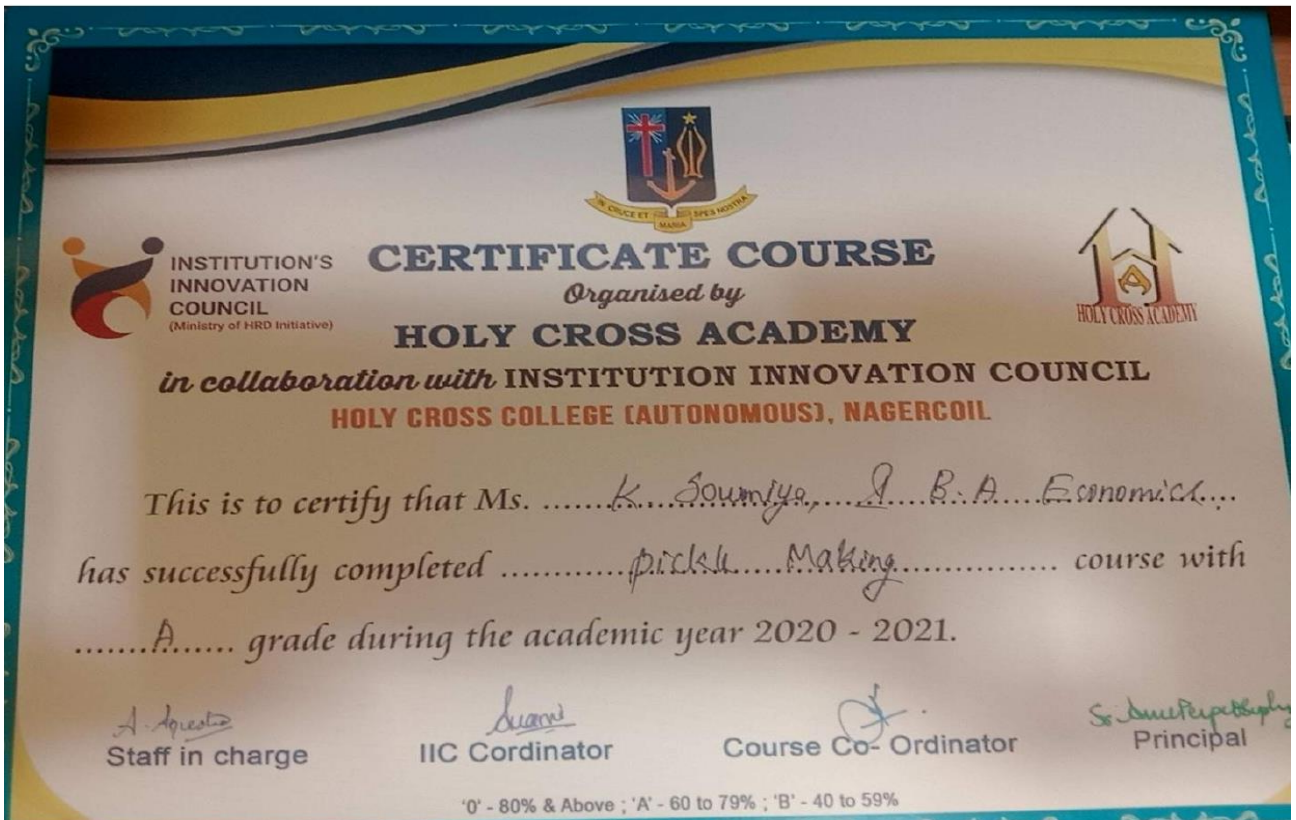 IN CRUCE ET MARIA SPES NOSTRA
INSTITUTION'S
INNOVATION
COUNCIL
(Ministry of HRD Initiative)
CERTIFICATE COURSE
Organised by
HOLY CROSS ACADEMY
HOLY CROSS ACADEMY
in collaboration with INSTITUTION INNOVATION COUNCIL
HOLY CROSS COLLEGE (AUTONOMOUS), NAGERCOIL
This is to certify that Ms. ......K. Soumiya, I B.A Economics....
has successfully completed ............pickle Making................ course with
.......A...... grade during the academic year 2020 - 2021.
Staff in charge
IIC Cordinator
Course Co- Ordinator
Principal
'0' - 80% & Above ; 'A' - 60 to 79% ; 'B' - 40 to 59%